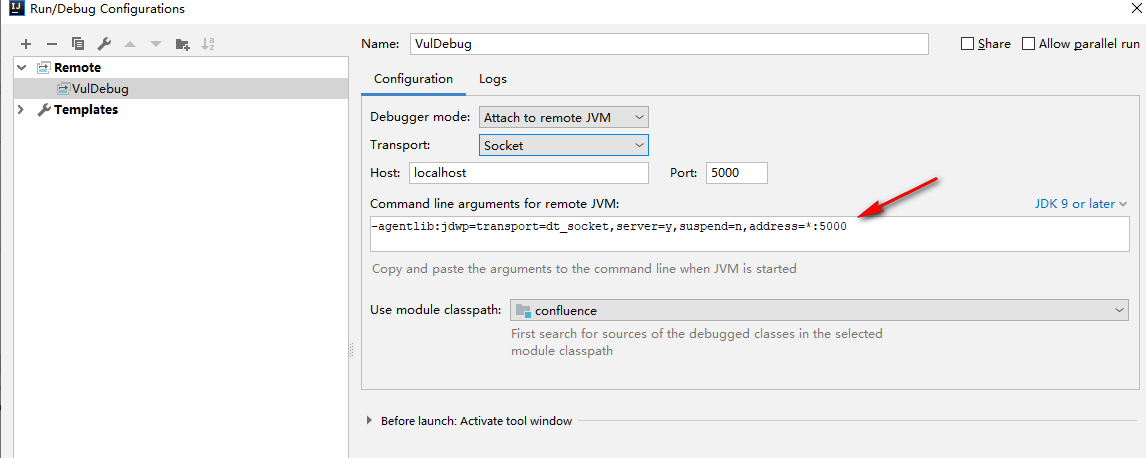 IJ Run/Debug Configurations
Name: VulDebug Share Allow parallel run
Remote
VulDebug
Templates
Configuration Logs
Debugger mode: Attach to remote JVM
Transport: Socket
Host: localhost Port: 5000
Command line arguments for remote JVM: JDK 9 or later
-agentlib:jdwp=transport=dt_socket,server=y,suspend=n,address=*:5000
Copy and paste the arguments to the command line when JVM is started
Use module classpath: confluence
First search for sources of the debugged classes in the selected
module classpath
Before launch: Activate tool window